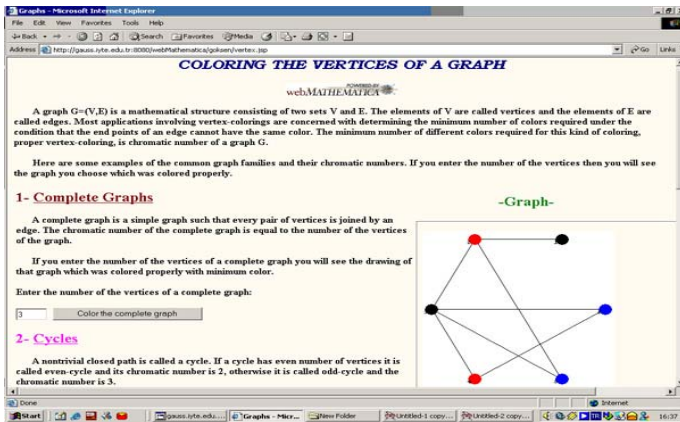 Graphs - Microsoft Internet Explorer
File Edit View Favorites Tools Help
Back Search Favorites Media
Address http://gauss.iyte.edu.tr:8080/webMathematica/goksen/vertex.jsp Go Links
COLORING THE VERTICES OF A GRAPH
POWERED BY
webMATHEMATICA
A graph G=(V,E) is a mathematical structure consisting of two sets V and E. The elements of V are called vertices and the elements of E are
called edges. Most applications involving vertex-colorings are concerned with determining the minimum number of colors required under the
condition that the end points of an edge cannot have the same color. The minimum number of different colors required for this kind of coloring,
proper vertex-coloring, is chromatic number of a graph G.
Here are some examples of the common graph families and their chromatic numbers. If you enter the number of the vertices then you will see
the graph you choose which was colored properly.
1- Complete Graphs
A complete graph is a simple graph such that every pair of vertices is joined by an
edge. The chromatic number of the complete graph is equal to the number of the vertices
of the graph.
If you enter the number of the vertices of a complete graph you will see the drawing of
that graph which was colored properly with minimum color.
Enter the number of the vertices of a complete graph:
3 Color the complete graph
2- Cycles
A nontrivial closed path is called a cycle. If a cycle has even number of vertices it is
called even-cycle and its chromatic number is 2, otherwise it is called odd-cycle and the
chromatic number is 3.
-Graph-
Done Internet
Start gauss.iyte.edu.... Graphs - Micr... New Folder Untitled-1 copy... Untitled-2 copy... TR 16:37